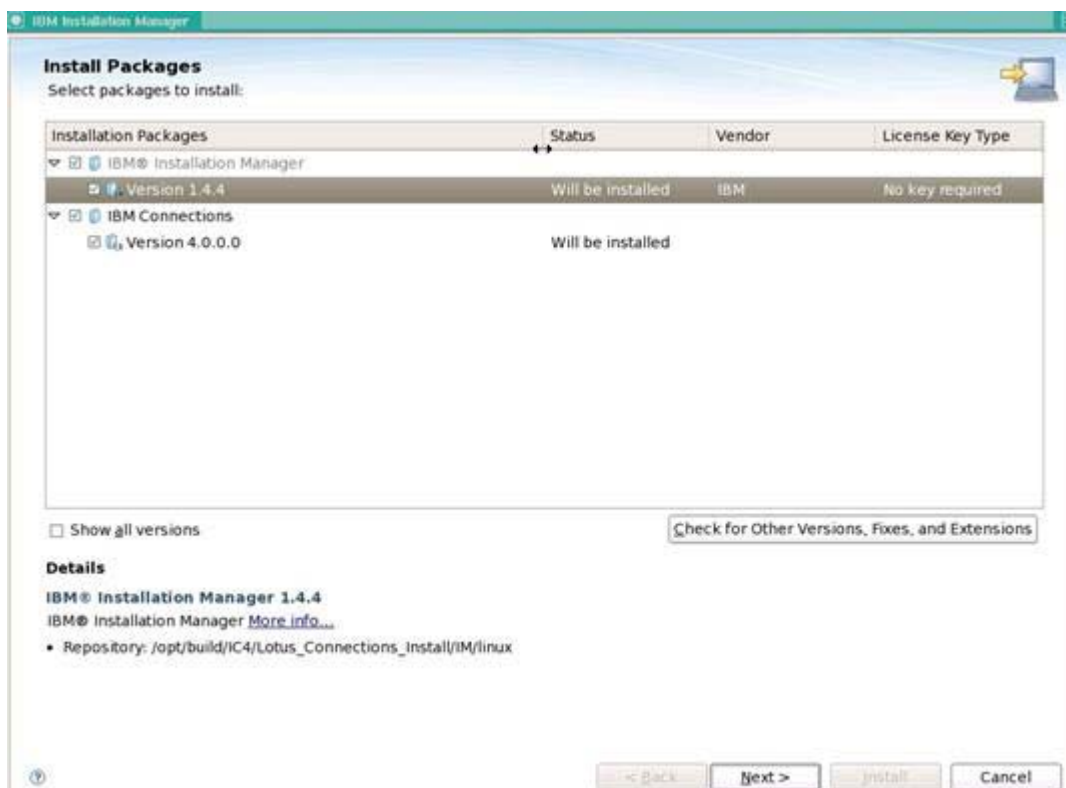 IBM Installation Manager
Install Packages
Select packages to install:
Installation Packages Status Vendor License Key Type
IBM® Installation Manager
Version 1.4.4 Will be installed IBM No key required
IBM Connections
Version 4.0.0.0 Will be installed
Show all versions Check for Other Versions, Fixes, and Extensions
Details
IBM® Installation Manager 1.4.4
IBM® Installation Manager More info...
• Repository: /opt/build/IC4/Lotus_Connections_Install/IM/linux
? < Back Next > Install Cancel